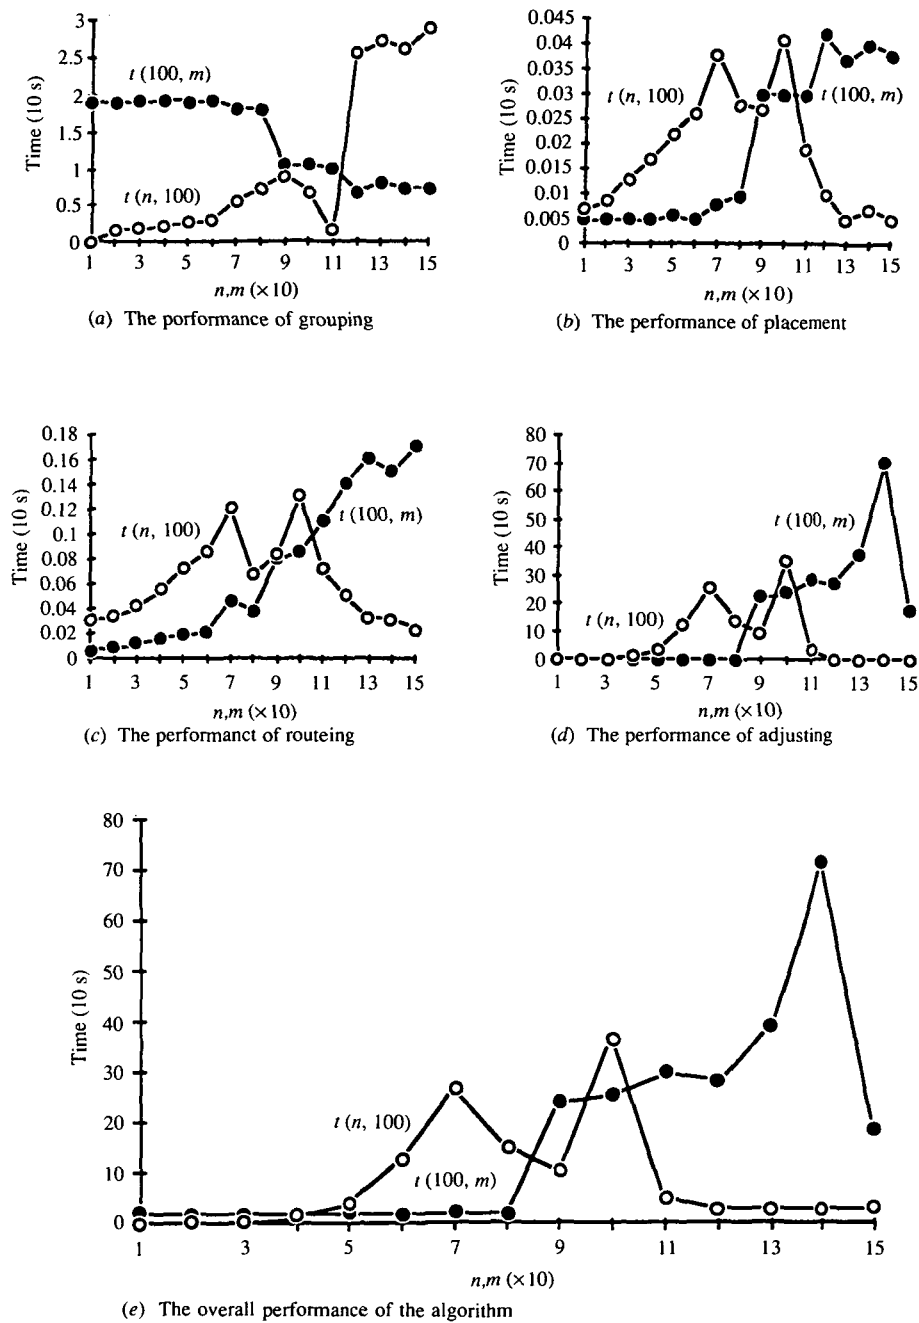 3
2.5
2
1.5
1
0.5
0
Time (10 s)
t (100, m)
t (n, 100)
1 3 5 7 9 11 13 15
n,m (×10)
(a) The porformance of grouping
0.045
0.04
0.035
0.03
0.025
0.02
0.015
0.01
0.005
0
Time (10 s)
t (n, 100)
t (100, m)
1 3 5 7 9 11 13 15
n,m (×10)
(b) The performance of placement
0.18
0.16
0.14
0.12
0.1
0.08
0.06
0.04
0.02
0
Time (10 s)
t (n, 100)
t (100, m)
1 3 5 7 9 11 13 15
n,m (×10)
(c) The performanct of routeing
80
70
60
50
40
30
20
10
0
Time (10 s)
t (100, m)
t (n, 100)
1 3 5 7 9 11 13 15
n,m (×10)
(d) The performance of adjusting
80
70
60
50
40
30
20
10
0
Time (10 s)
t (n, 100)
t (100, m)
1 3 5 7 9 11 13 15
n,m (×10)
(e) The overall performance of the algorithm